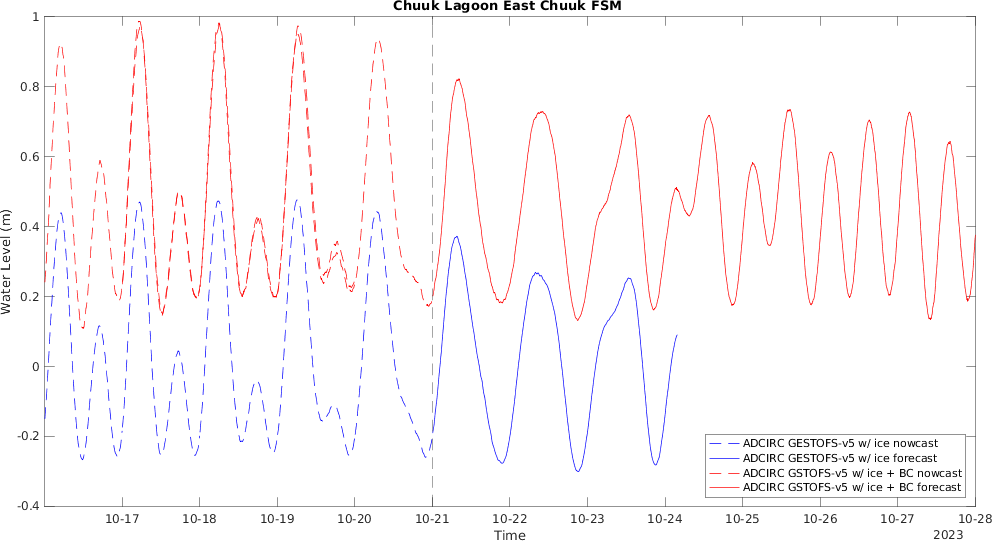 Chuuk Lagoon East Chuuk FSM
1
0.8
0.6
0.4
0.2
0
-0.2
-0.4
Water Level (m)
10-17 10-18 10-19 10-20 10-21 10-22 10-23 10-24 10-25 10-26 10-27 10-28
Time
2023
ADCIRC GESTOFS-v5 w/ ice nowcast
ADCIRC GESTOFS-v5 w/ ice forecast
ADCIRC GSTOFS-v5 w/ ice + BC nowcast
ADCIRC GSTOFS-v5 w/ ice + BC forecast